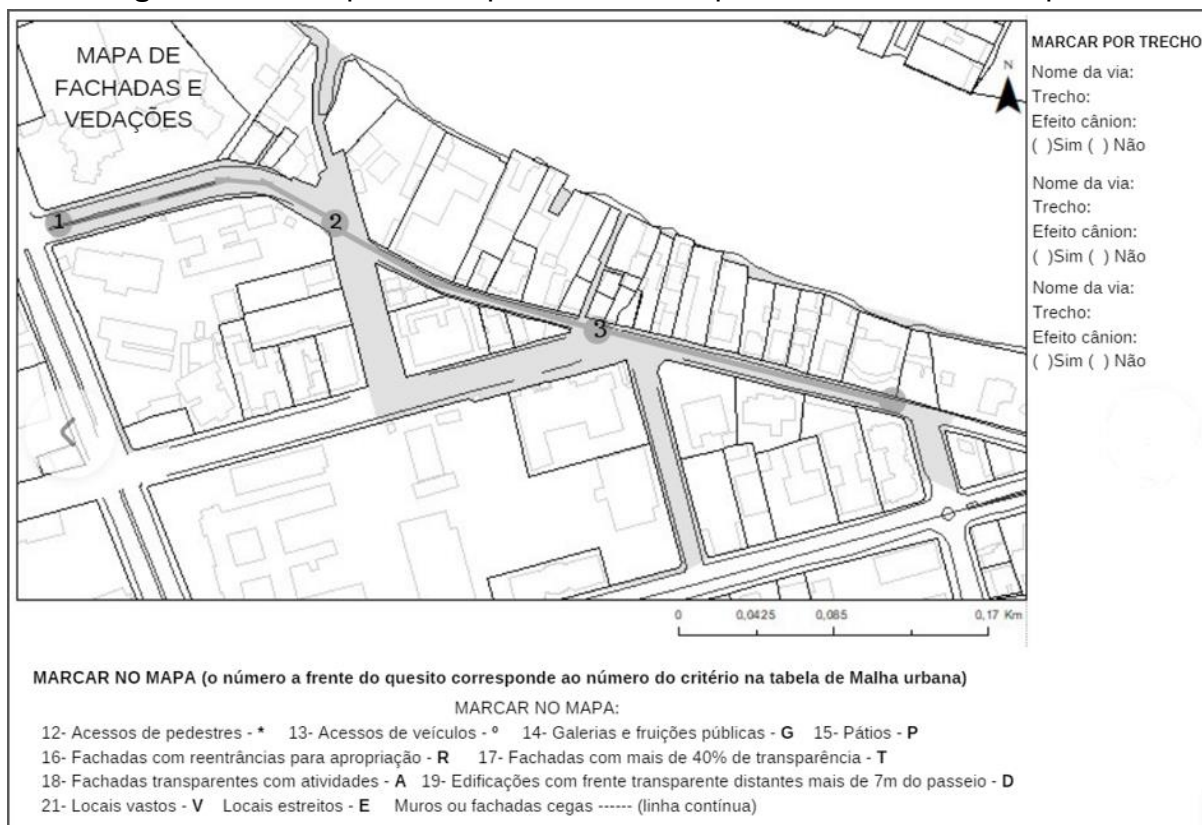 MAPA DE
FACHADAS E
VEDAÇÕES
1
2
3
N
MARCAR POR TRECHO
Nome da via:
Trecho:
Efeito cânion:
( )Sim ( ) Não
Nome da via:
Trecho:
Efeito cânion:
( )Sim ( ) Não
Nome da via:
Trecho:
Efeito cânion:
( )Sim ( ) Não
0 0,0425 0,085 0,17 Km
MARCAR NO MAPA (o número a frente do quesito corresponde ao número do critério na tabela de Malha urbana)
MARCAR NO MAPA:
12- Acessos de pedestres - * 13- Acessos de veículos - º 14- Galerias e fruições públicas - G 15- Pátios - P
16- Fachadas com reentrâncias para apropriação - R 17- Fachadas com mais de 40% de transparência - T
18- Fachadas transparentes com atividades - A 19- Edificações com frente transparente distantes mais de 7m do passeio - D
21- Locais vastos - V Locais estreitos - E Muros ou fachadas cegas ------ (linha contínua)